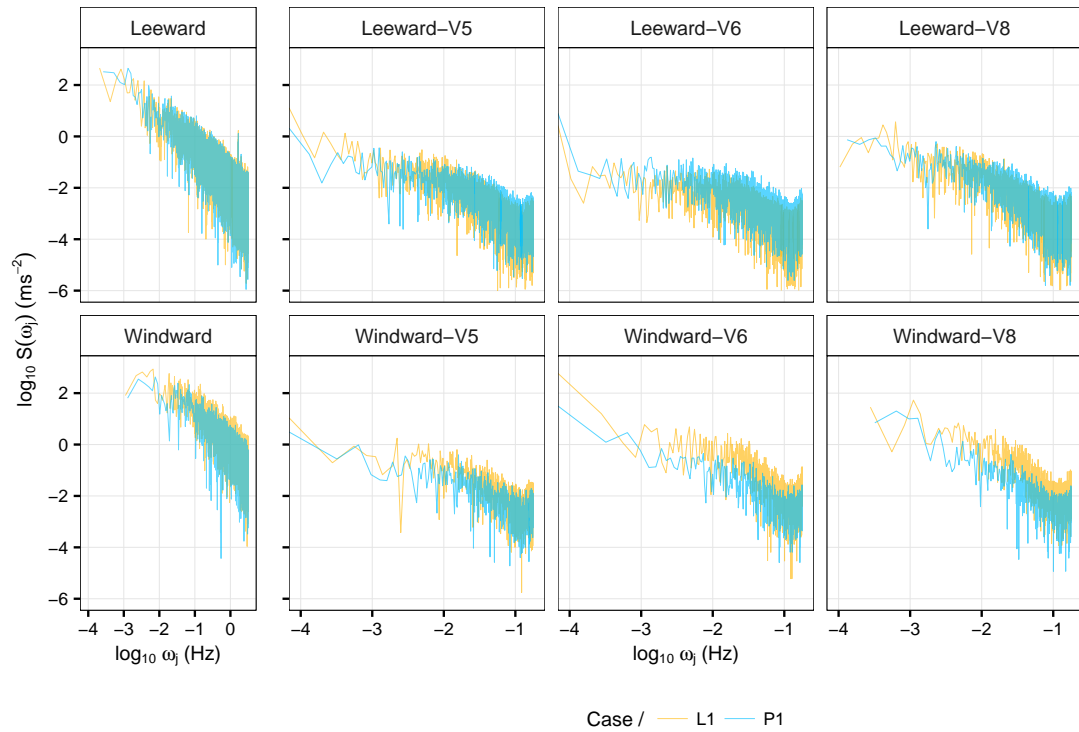 Leeward Leeward−V5 Leeward−V6 Leeward−V8
2
0
−2
−4
−6
Windward Windward−V5 Windward−V6 Windward−V8
2
0
−2
−4
−6
log10 S(ωj) (ms−2)
−4 −3 −2 −1 0 −4 −3 −2 −1 −4 −3 −2 −1 −4 −3 −2 −1
log10 ωj (Hz) log10 ωj (Hz)
Case / L1 P1